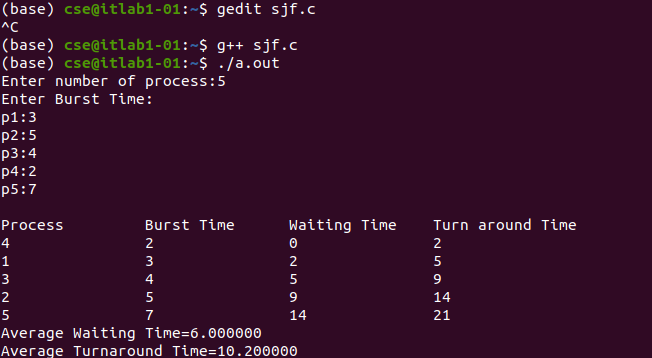 (base) cse@itlab1-01:~$ gedit sjf.c
^C
(base) cse@itlab1-01:~$ g++ sjf.c
(base) cse@itlab1-01:~$ ./a.out
Enter number of process:5
Enter Burst Time:
p1:3
p2:5
p3:4
p4:2
p5:7
Process Burst Time Waiting Time Turn around Time
4 2 0 2
1 3 2 5
3 4 5 9
2 5 9 14
5 7 14 21
Average Waiting Time=6.000000
Average Turnaround Time=10.200000